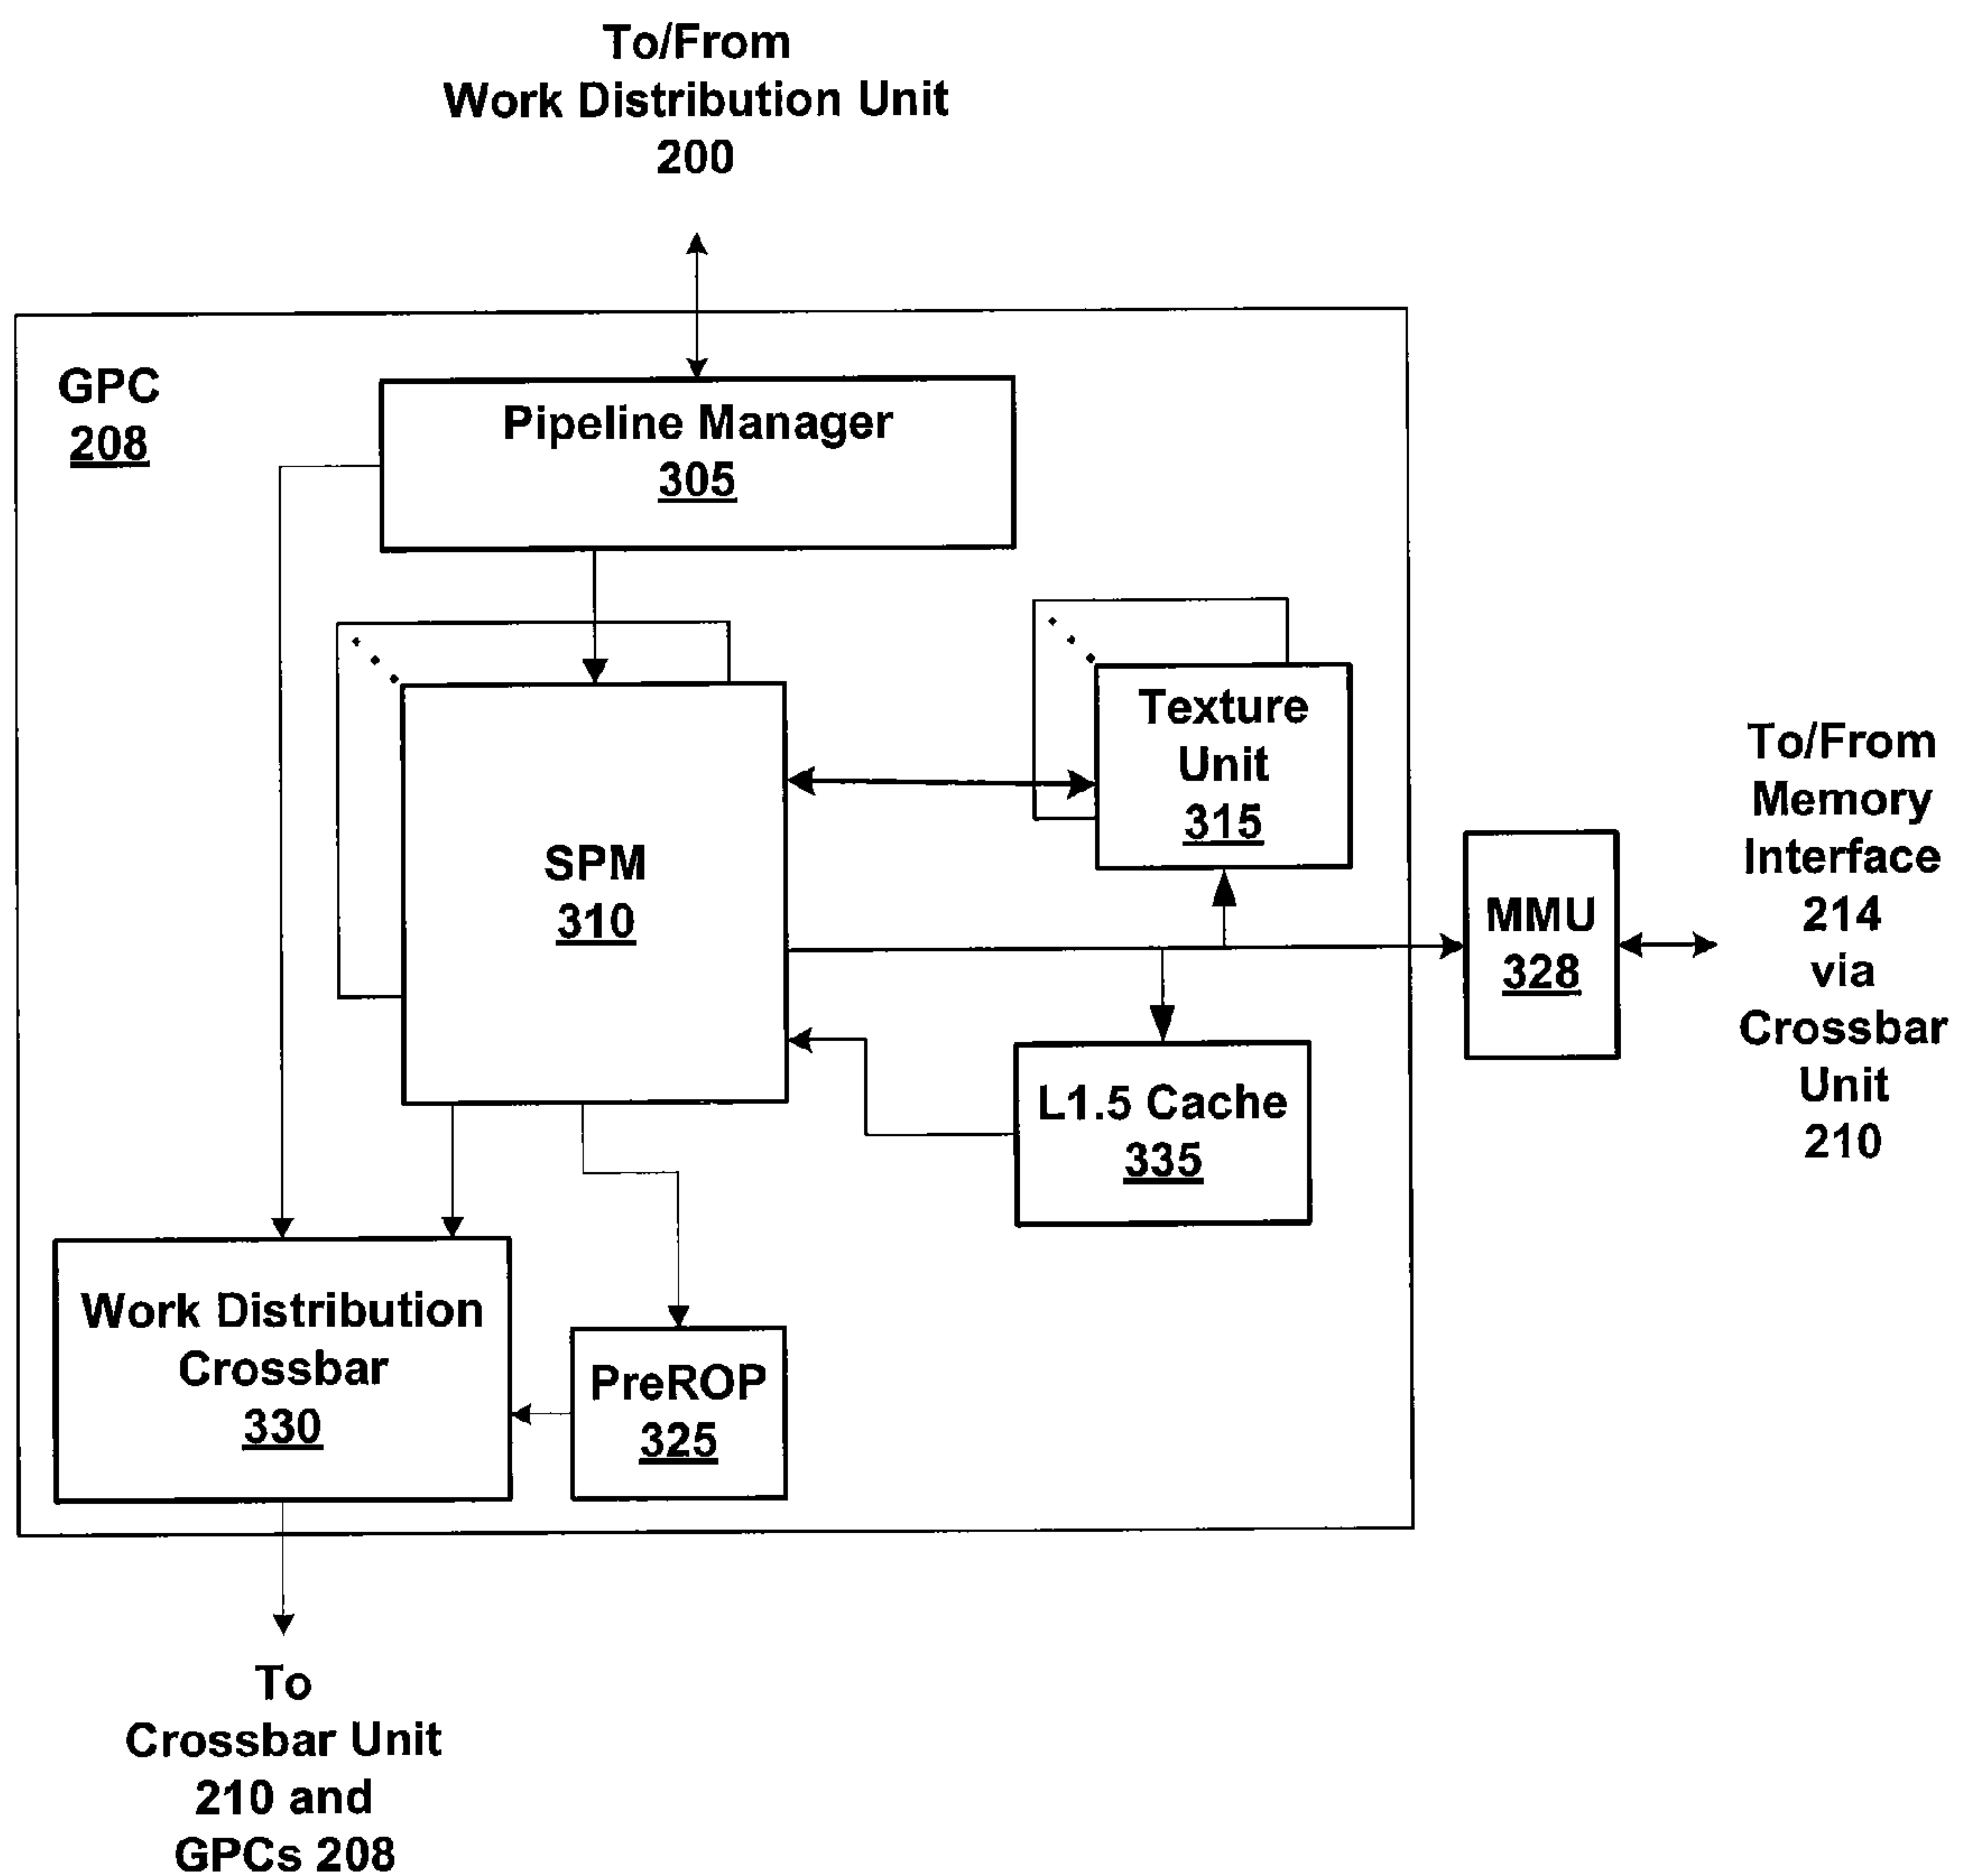 To/From
Work Distribution Unit
200
GPC
208
Pipeline Manager
305
Texture
Unit
315
SPM
310
To/From
Memory
Interface
214
via
Crossbar
Unit
210
MMU
328
L1.5 Cache
335
Work Distribution
Crossbar
330
PreROP
325
To
Crossbar Unit
210 and
GPCs 208